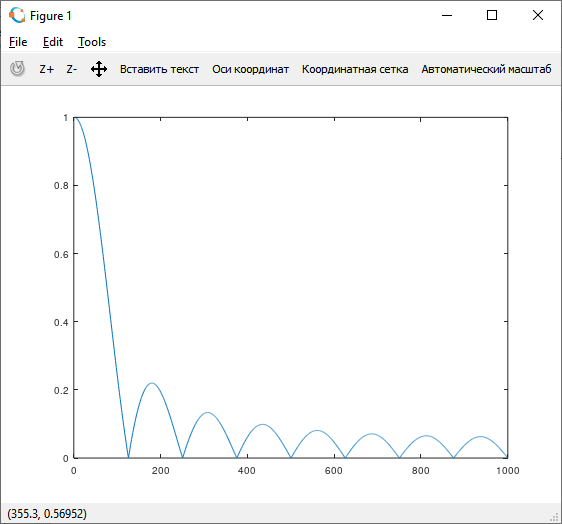 Figure 1
File Edit Tools
Z+ Z- Вставить текст Оси координат Координатная сетка Автоматический масштаб
1
0.8
0.6
0.4
0.2
0
0 200 400 600 800 1000
(355.3, 0.56952)